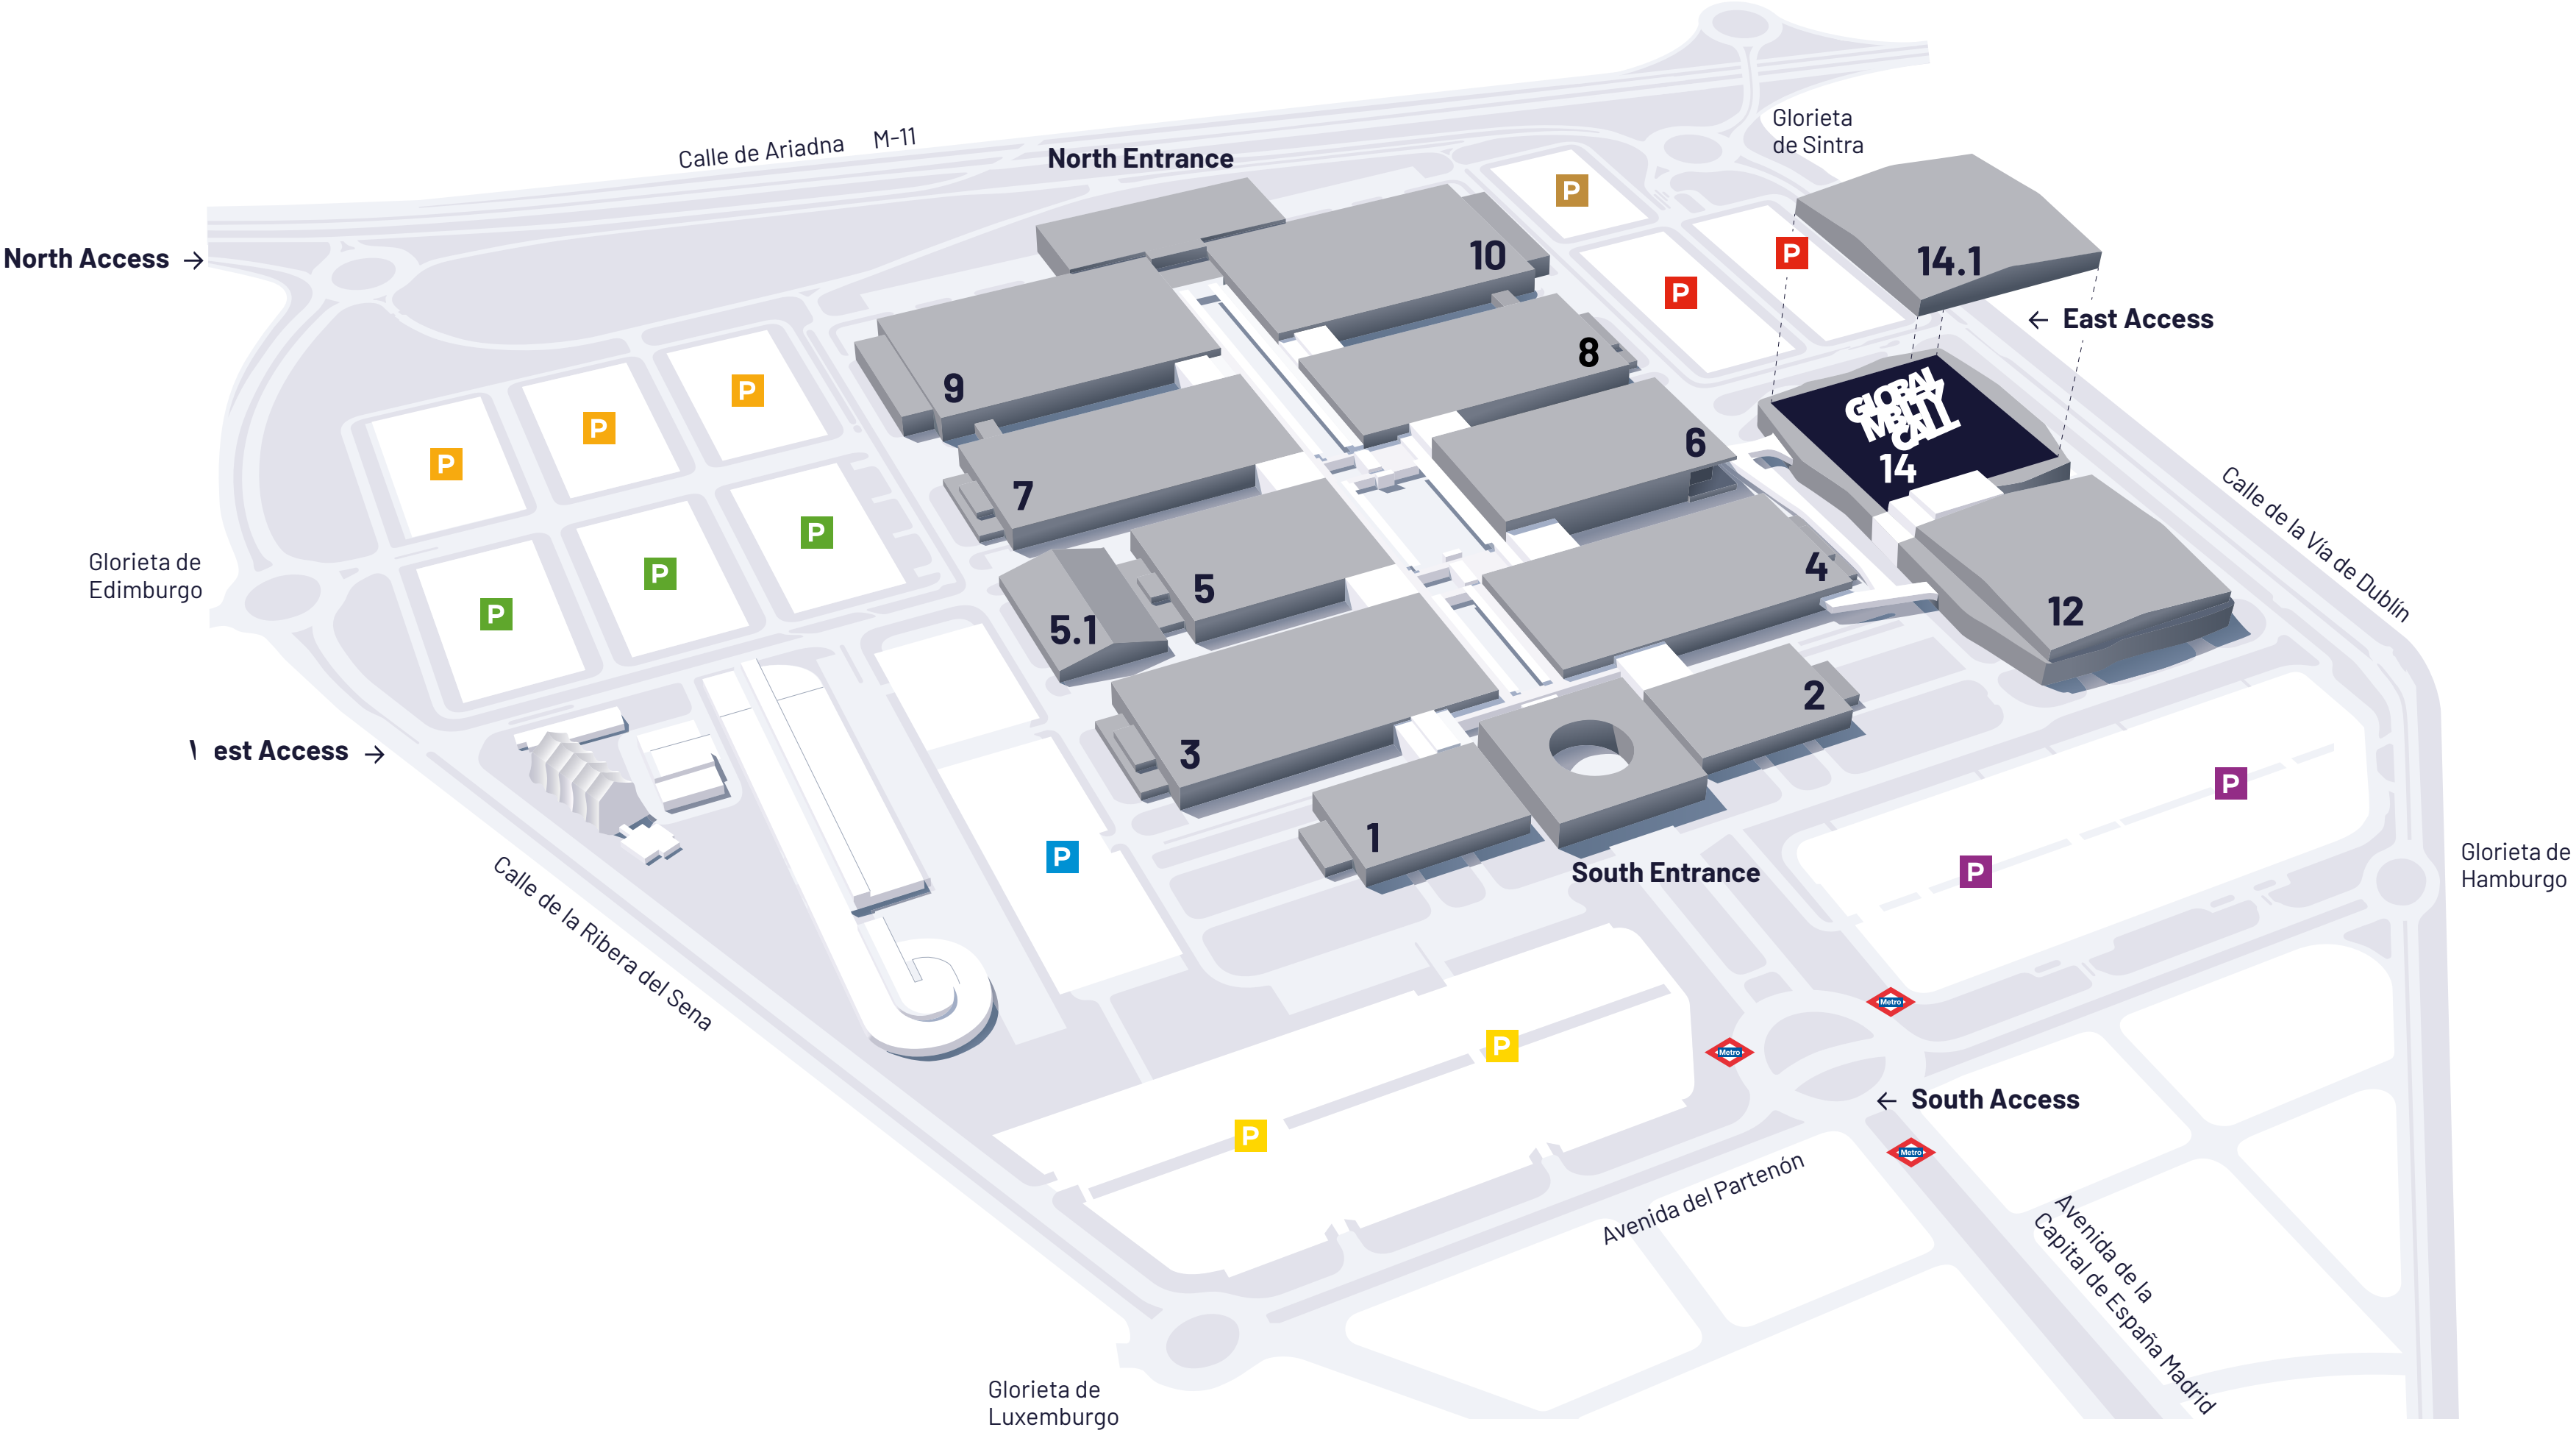 Glorieta
de Sintra
Calle de Ariadna M-11
North Entrance
P
10
P
P
14.1
North Access →
← East Access
8
9
P
P
P
GLOBAL
MBLTY
CALL
14
6
7
P
P
P
Calle de la Vía de Dublín
Glorieta de
Edimburgo
5
4
5.1
12
2
est Access →
3
P
1
P
P
South Entrance
Glorieta de
Hamburgo
Calle de la Ribera del Sena
Metro
P
Metro
← South Access
P
Metro
Avenida del Partenón
Avenida de la
Capital de España Madrid
Glorieta de
Luxemburgo